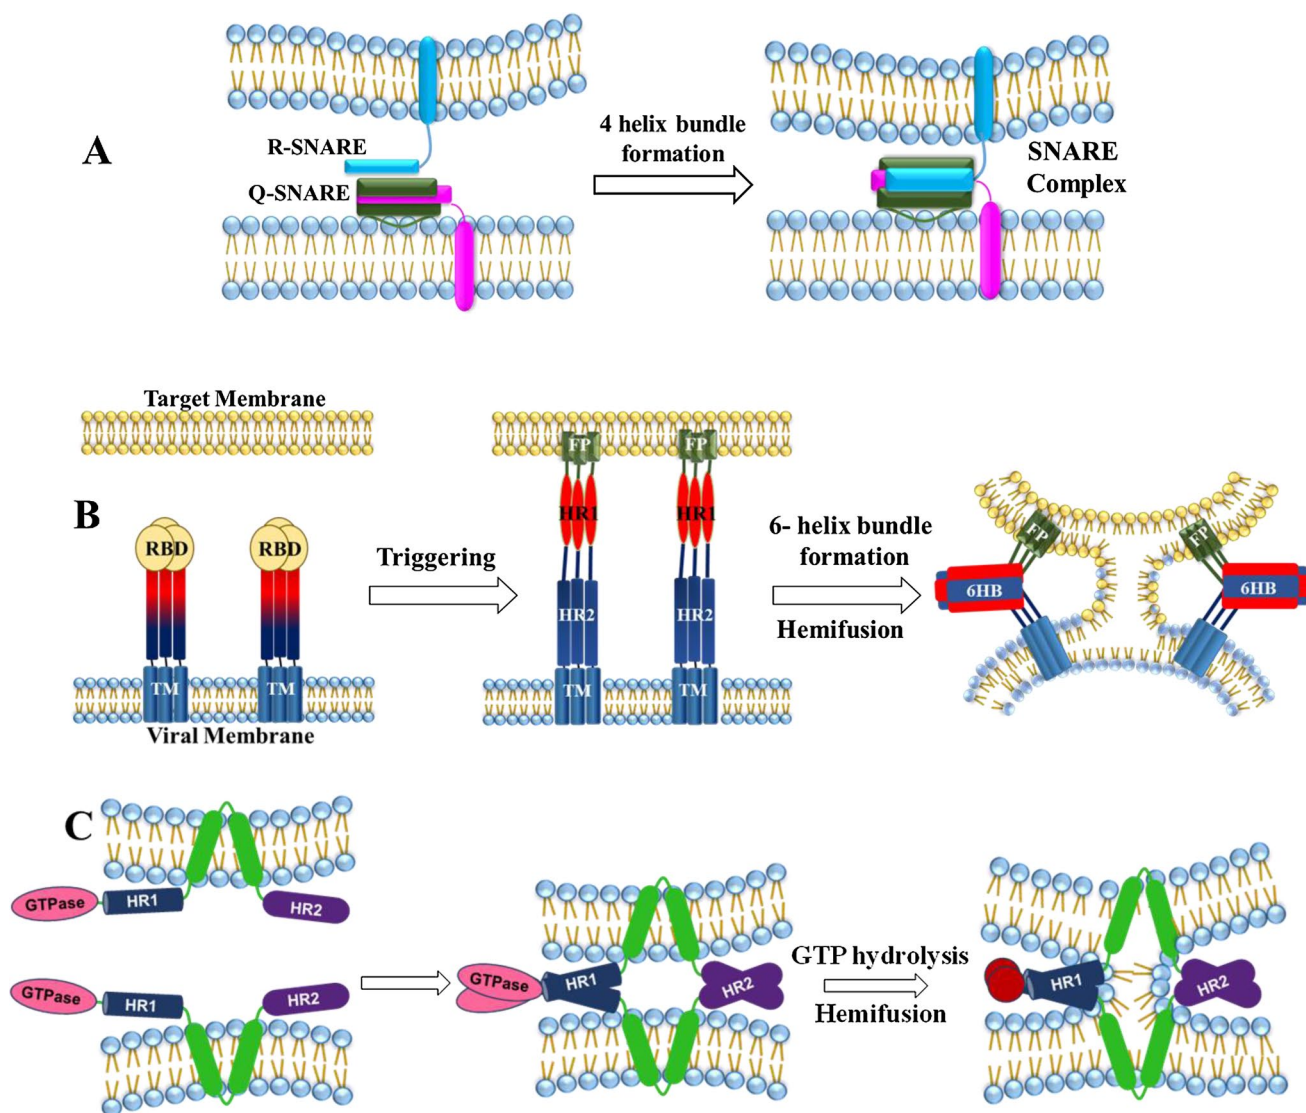 A
R-SNARE
Q-SNARE
4 helix bundle
formation
SNARE
Complex
B
Target Membrane
RBD
RBD
TM
TM
Viral Membrane
Triggering
FP
FP
HR1
HR1
HR2
HR2
TM
TM
6- helix bundle
formation
Hemifusion
FP
FP
6HB
6HB
C
GTPase
HR1
HR2
GTPase
HR1
HR2
GTPase
HR1
HR2
GTP hydrolysis
Hemifusion
HR1
HR2